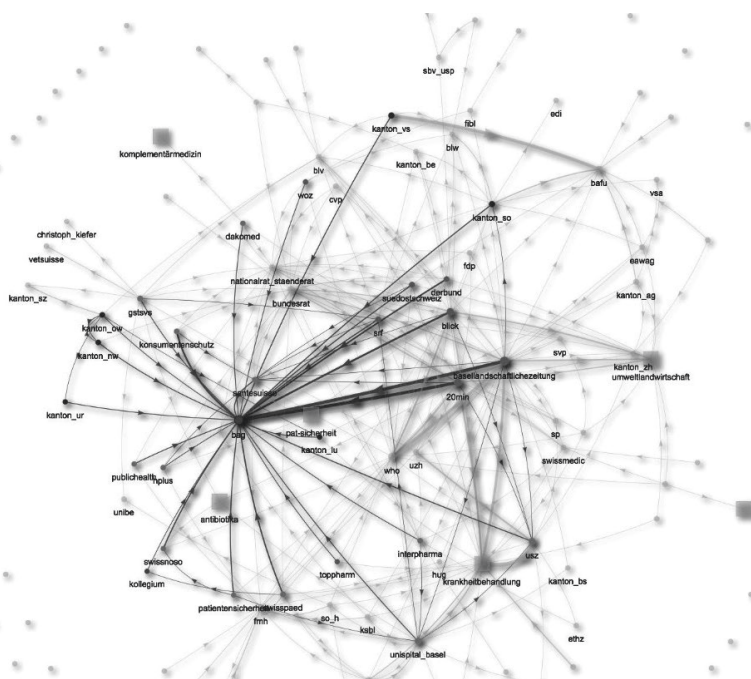 sbv_usp
edi
kanton_vs
fibl
komplementärmedizin
blw
kanton_be
blv
bafu
vsa
woz
cvp
kanton_so
christoph_kiefer
dakomed
vetsuisse
eawag
nationalrat_staenderat
fdp
kanton_sz
suedostschweiz
derbund
kanton_ag
bundesrat
gstsvs
kanton_ow
srf
blick
konsumentenschutz
kanton_nw
svp
basellandschaftlichezeitung
kanton_zh
umweltlandwirtschaft
santesuisse
20min
kanton_ur
bag
pat-sicherheit
sp
kanton_lu
who
uzh
swissmedic
publichealth
hplus
unibe
antibiotika
swissnoso
interpharma
usz
toppharm
hug
krankheitbehandlung
kollegium
kanton_bs
patientensicherheit
swisspaed
fmh
so_h
ksbl
ethz
unispital_basel